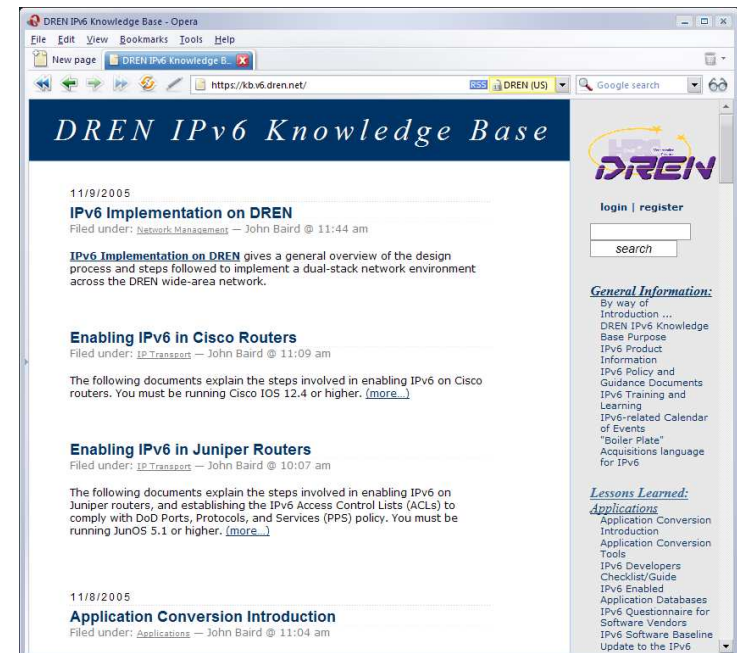 DREN IPv6 Knowledge Base - Opera
File Edit View Bookmarks Tools Help
New page DREN IPv6 Knowledge B..
https://kb.v6.dren.net/ RSS DREN (US) Google search
DREN IPv6 Knowledge Base
11/9/2005
IPv6 Implementation on DREN
Filed under: Network Management — John Baird @ 11:44 am
IPv6 Implementation on DREN gives a general overview of the design
process and steps followed to implement a dual-stack network environment
across the DREN wide-area network.
Enabling IPv6 in Cisco Routers
Filed under: IP Transport — John Baird @ 11:09 am
The following documents explain the steps involved in enabling IPv6 on Cisco
routers. You must be running Cisco IOS 12.4 or higher. (more...)
Enabling IPv6 in Juniper Routers
Filed under: IP Transport — John Baird @ 10:07 am
The following documents explain the steps involved in enabling IPv6 on
Juniper routers, and establishing the IPv6 Access Control Lists (ACLs) to
comply with DoD Ports, Protocols, and Services (PPS) policy. You must be
running JunOS 5.1 or higher. (more...)
11/8/2005
Application Conversion Introduction
Filed under: Applications — John Baird @ 11:04 am
DREN
login | register
search
General Information:
By way of
Introduction ...
DREN IPv6 Knowledge
Base Purpose
IPv6 Product
Information
IPv6 Policy and
Guidance Documents
IPv6 Training and
Learning
IPv6-related Calendar
of Events
"Boiler Plate"
Acquisitions language
for IPv6
Lessons Learned:
Applications
Application Conversion
Introduction
Application Conversion
Tools
IPv6 Developers
Checklist/Guide
IPv6 Enabled
Application Databases
IPv6 Questionnaire for
Software Vendors
IPv6 Software Baseline
Update to the IPv6